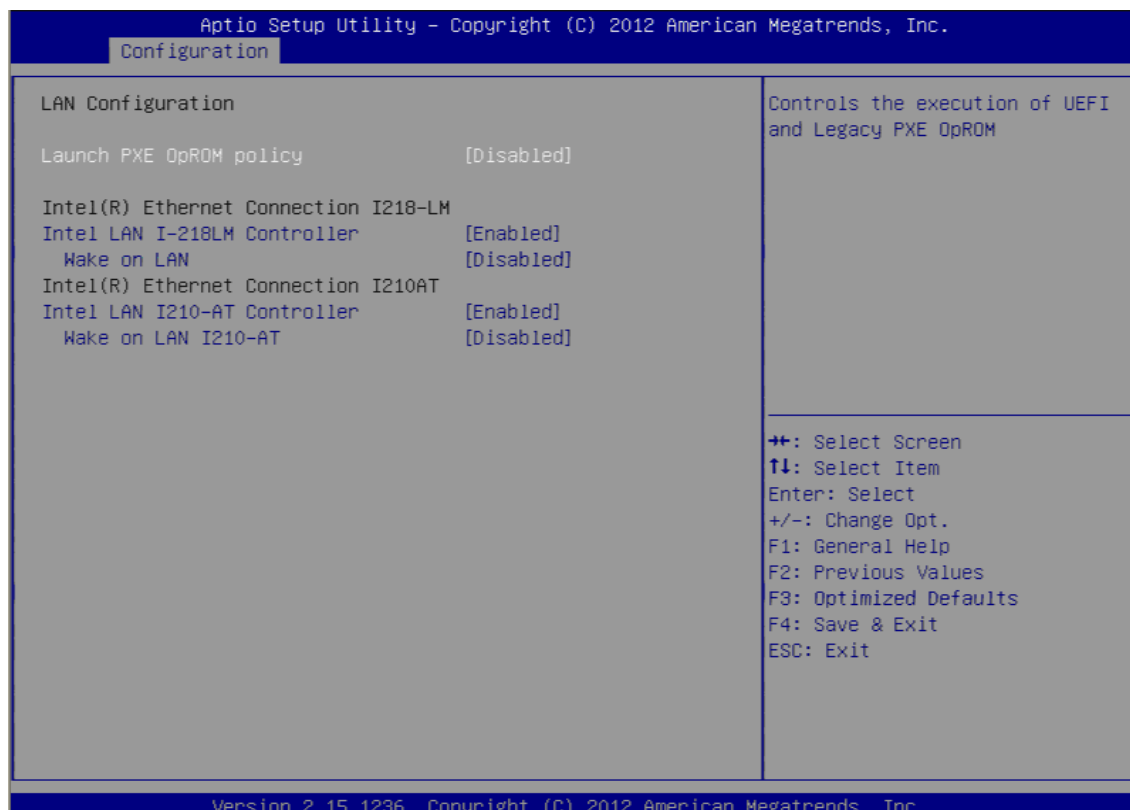 Aptio Setup Utility – Copyright (C) 2012 American Megatrends, Inc.
Configuration
LAN Configuration
Launch PXE OpROM policy [Disabled]
Intel(R) Ethernet Connection I218-LM
Intel LAN I-218LM Controller [Enabled]
Wake on LAN [Disabled]
Intel(R) Ethernet Connection I210AT
Intel LAN I210-AT Controller [Enabled]
Wake on LAN I210-AT [Disabled]
Controls the execution of UEFI
and Legacy PXE OpROM
→←: Select Screen
↑↓: Select Item
Enter: Select
+/-: Change Opt.
F1: General Help
F2: Previous Values
F3: Optimized Defaults
F4: Save & Exit
ESC: Exit
Version 2.15.1236. Copyright (C) 2012 American Megatrends, Inc.